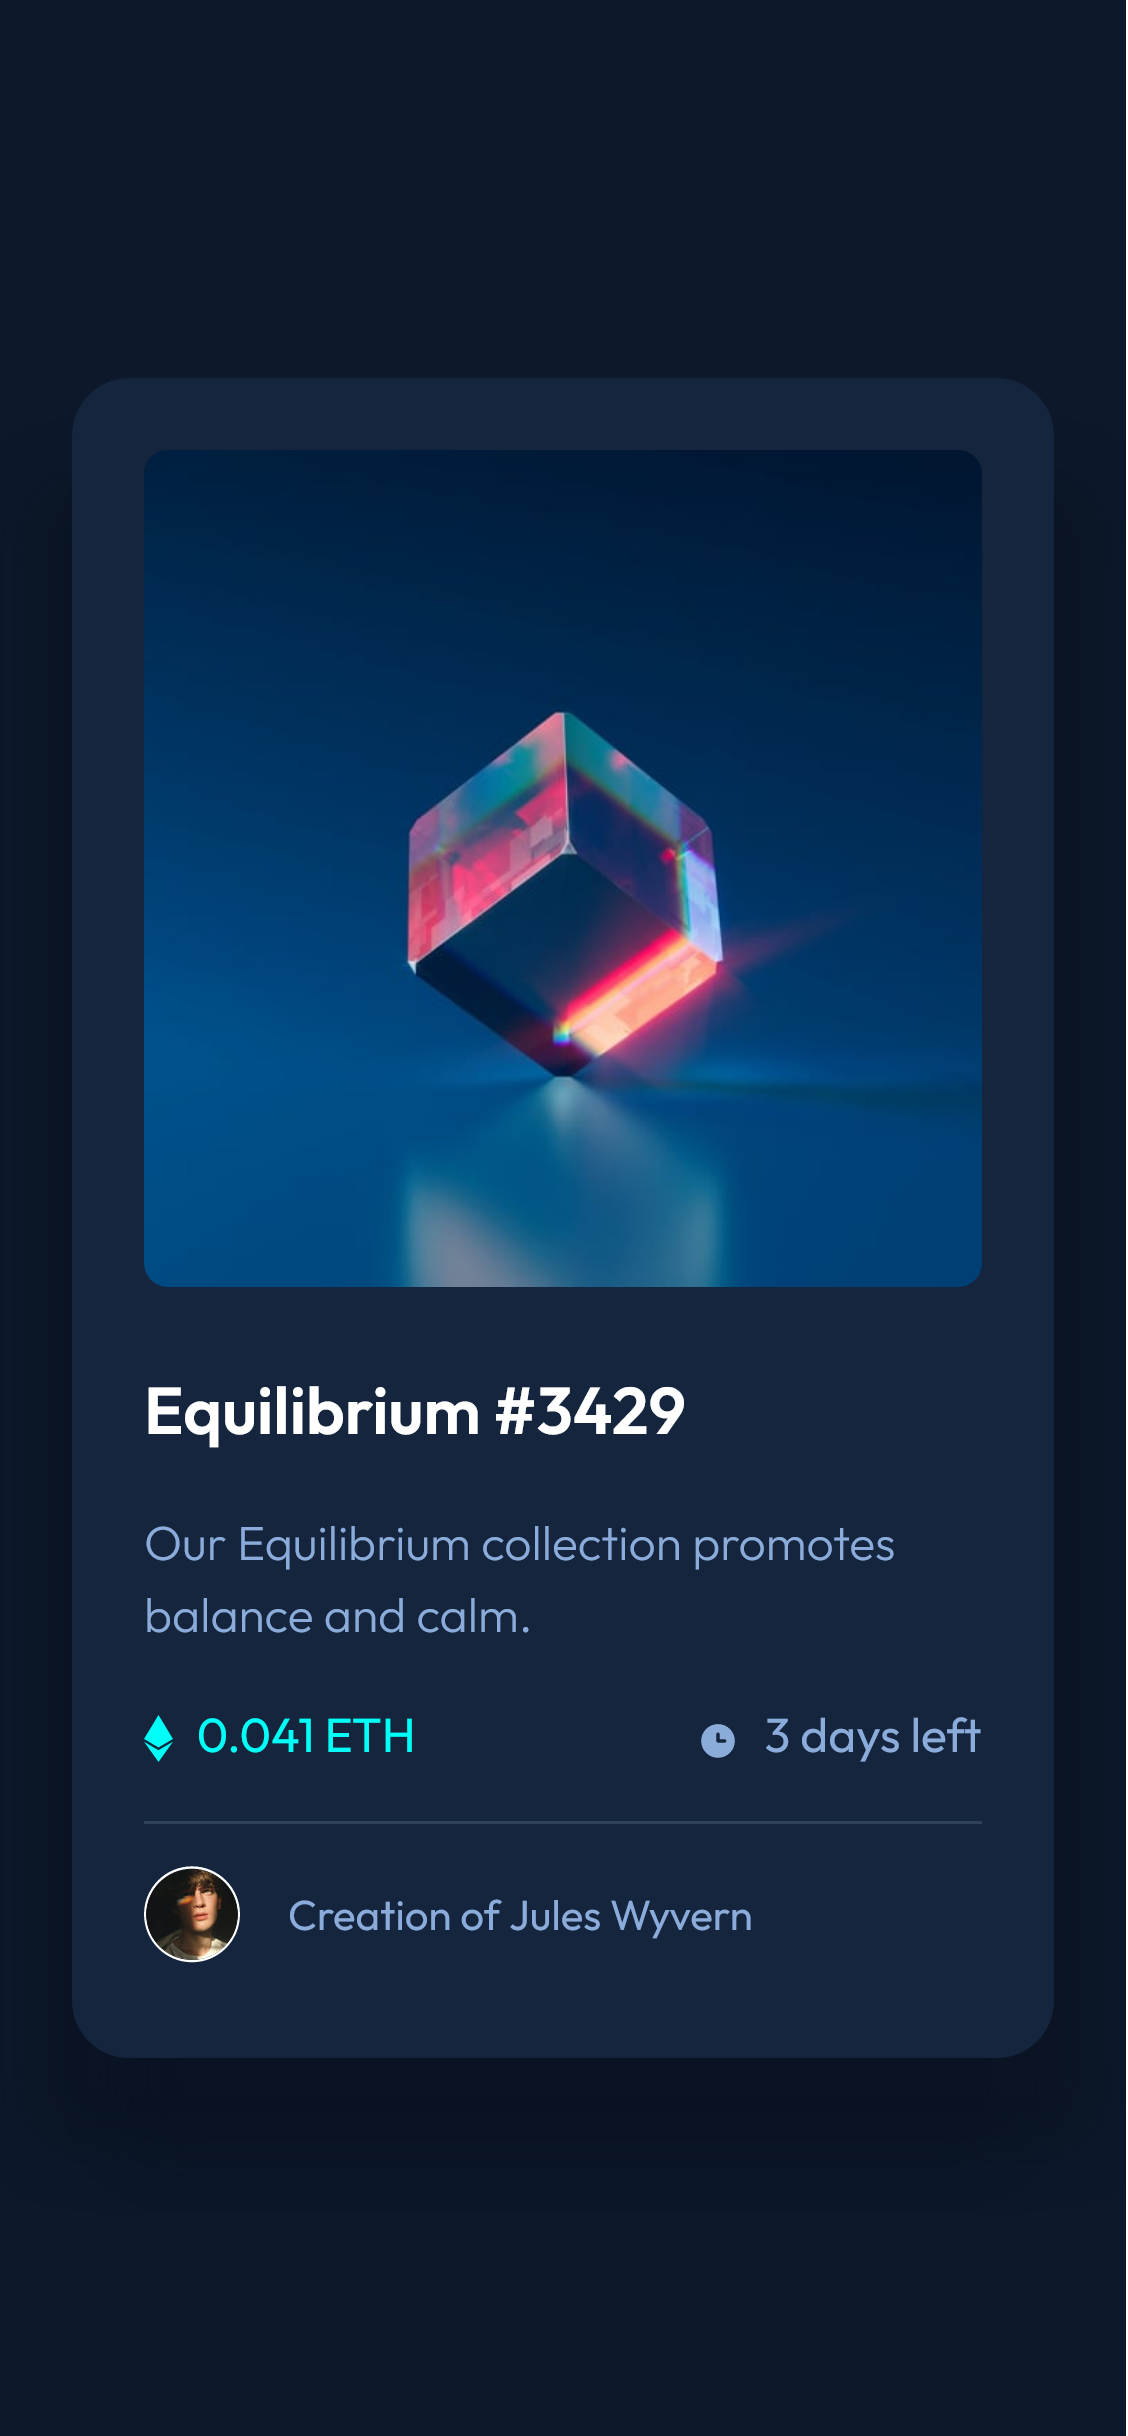 Equilibrium #3429
Our Equilibrium collection promotes
balance and calm.
0.041 ETH
3 days left
Creation of Jules Wyvern